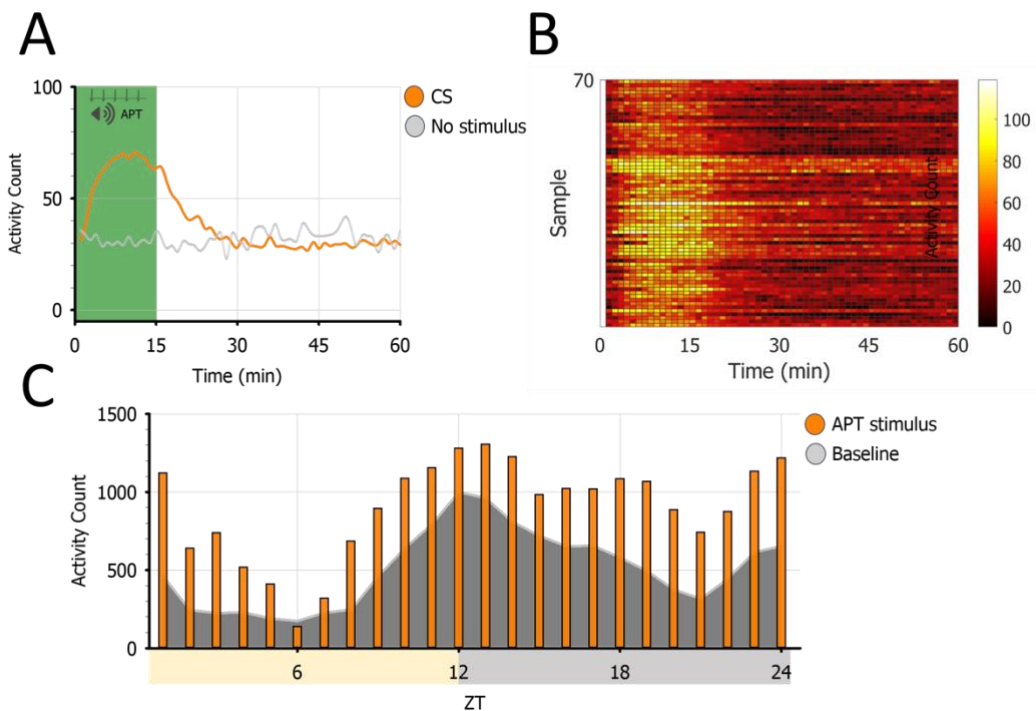 A
100
50
0
Activity Count
APT
CS
No stimulus
0 15 30 45 60
Time (min)
B
70
Sample
0 15 30 45 60
Time (min)
Activity Count
100
80
60
40
20
0
C
1500
1000
500
0
Activity Count
APT stimulus
Baseline
6 12 18 24
ZT